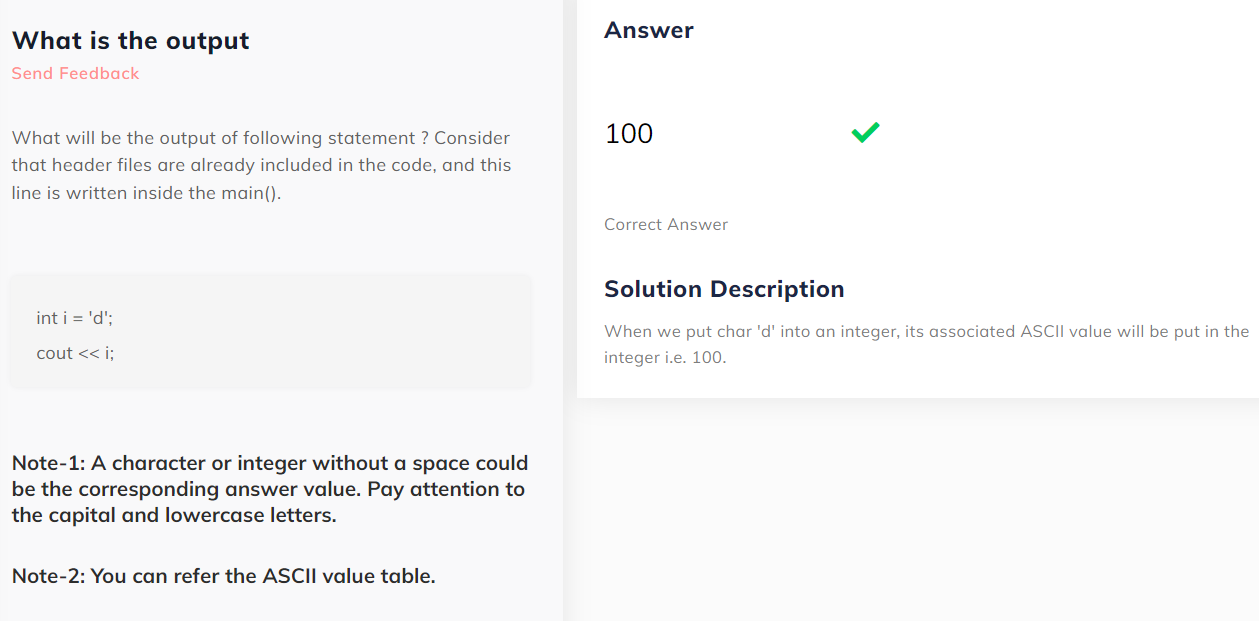 What is the output
Send Feedback
What will be the output of following statement ? Consider
that header files are already included in the code, and this
line is written inside the main().
int i = 'd';
cout << i;
Note-1: A character or integer without a space could
be the corresponding answer value. Pay attention to
the capital and lowercase letters.
Note-2: You can refer the ASCII value table.
Answer
100
Correct Answer
Solution Description
When we put char 'd' into an integer, its associated ASCII value will be put in the
integer i.e. 100.